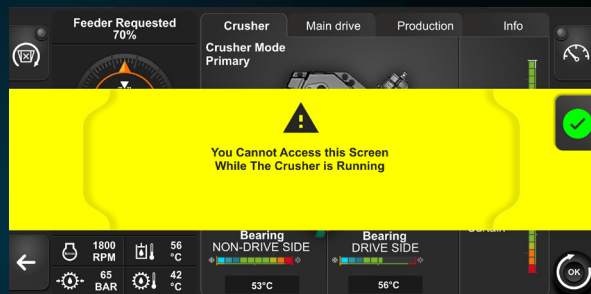 Feeder Requested
70%
Crusher
Main drive
Production
Info
Crusher Mode
Primary
You Cannot Access this Screen
While The Crusher is Running
Bearing
NON-DRIVE SIDE
Bearing
DRIVE SIDE
1800
RPM
56
°C
65
BAR
42
°C
53°C
56°C
OK